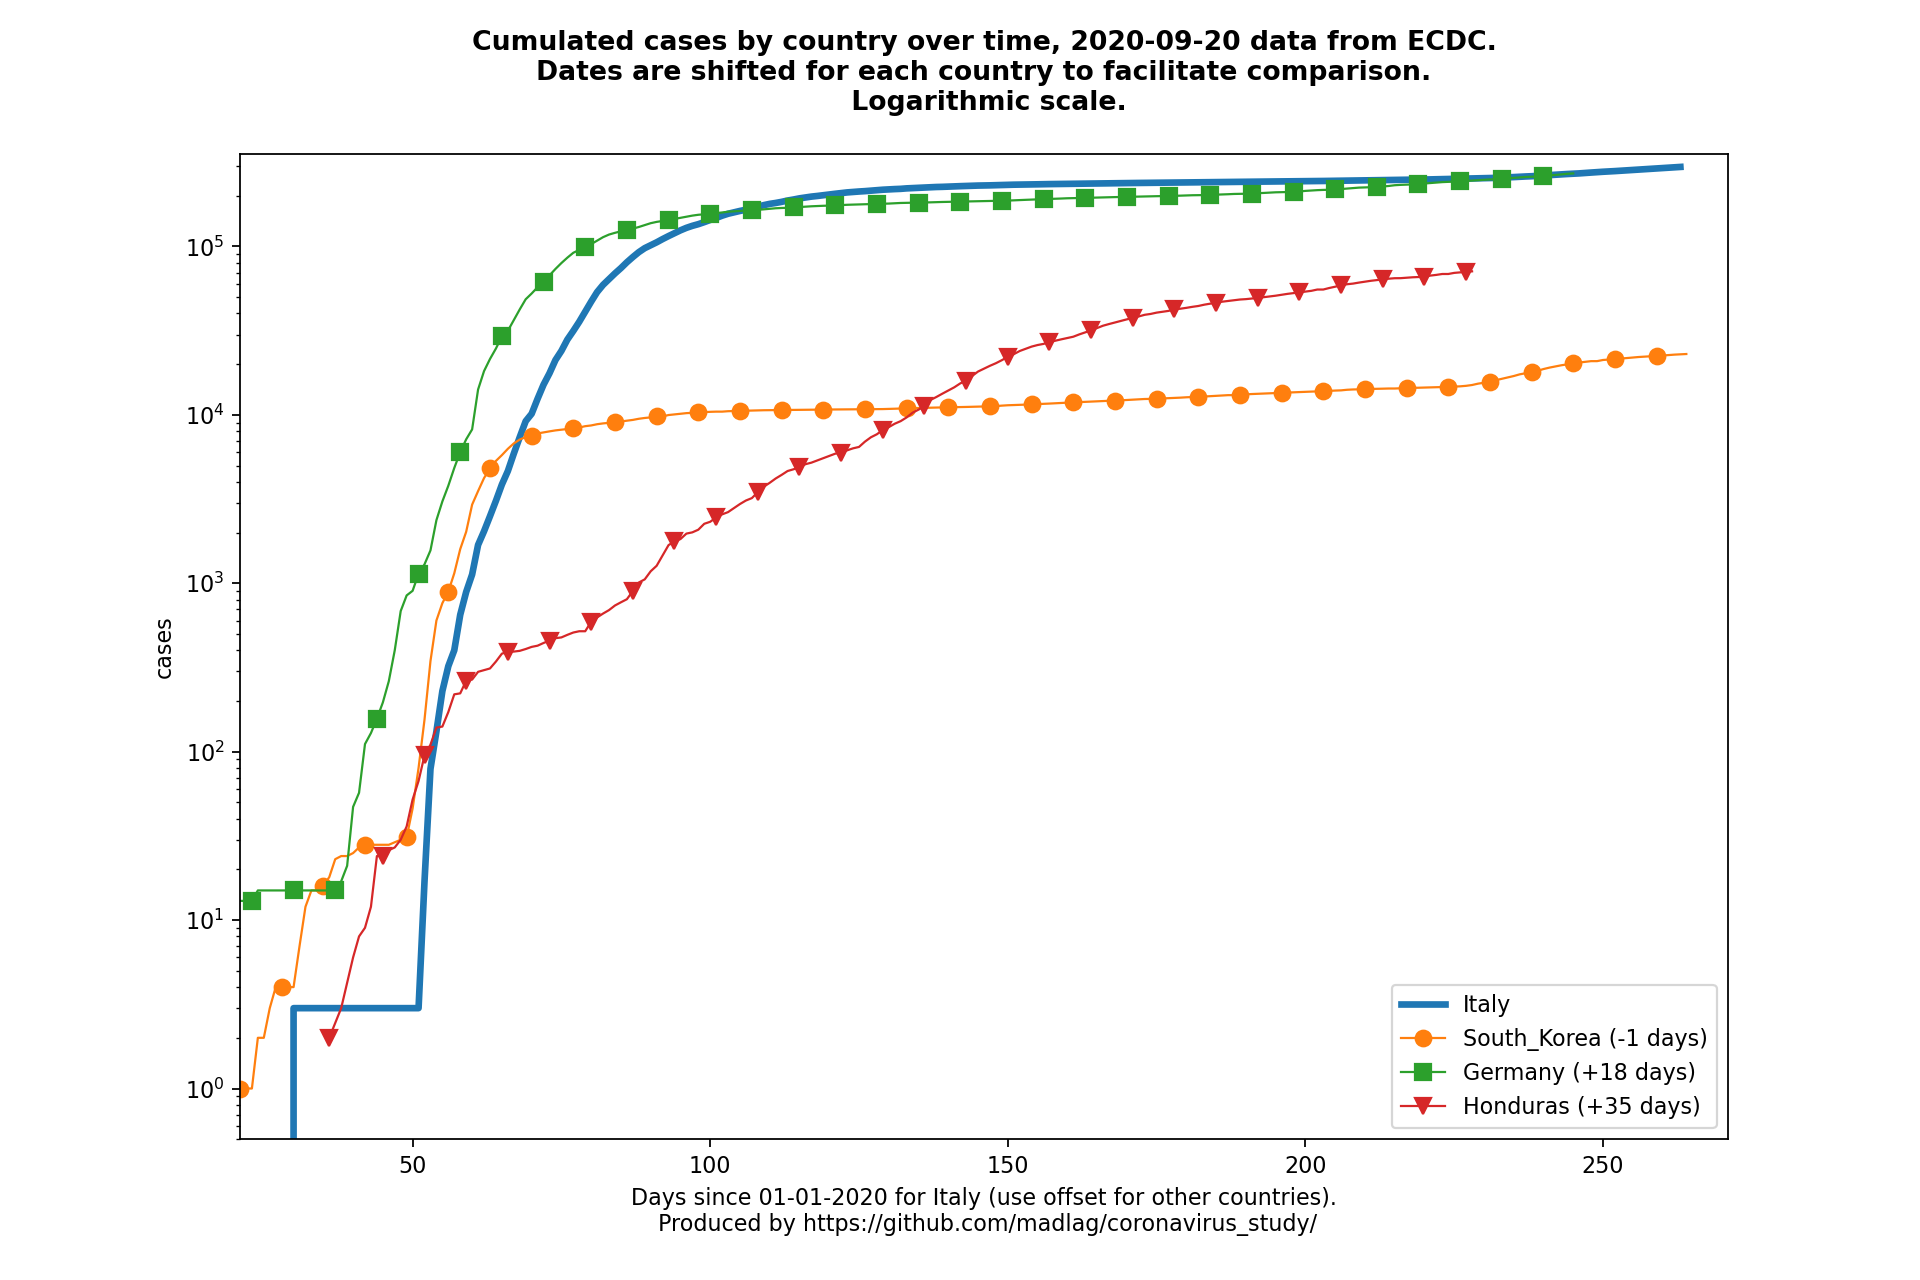 Cumulated cases by country over time, 2020-09-20 data from ECDC.
Dates are shifted for each country to facilitate comparison.
Logarithmic scale.
cases
10^5
10^4
10^3
10^2
10^1
10^0
50 100 150 200 250
Italy
South_Korea (-1 days)
Germany (+18 days)
Honduras (+35 days)
Days since 01-01-2020 for Italy (use offset for other countries).
Produced by https://github.com/madlag/coronavirus_study/